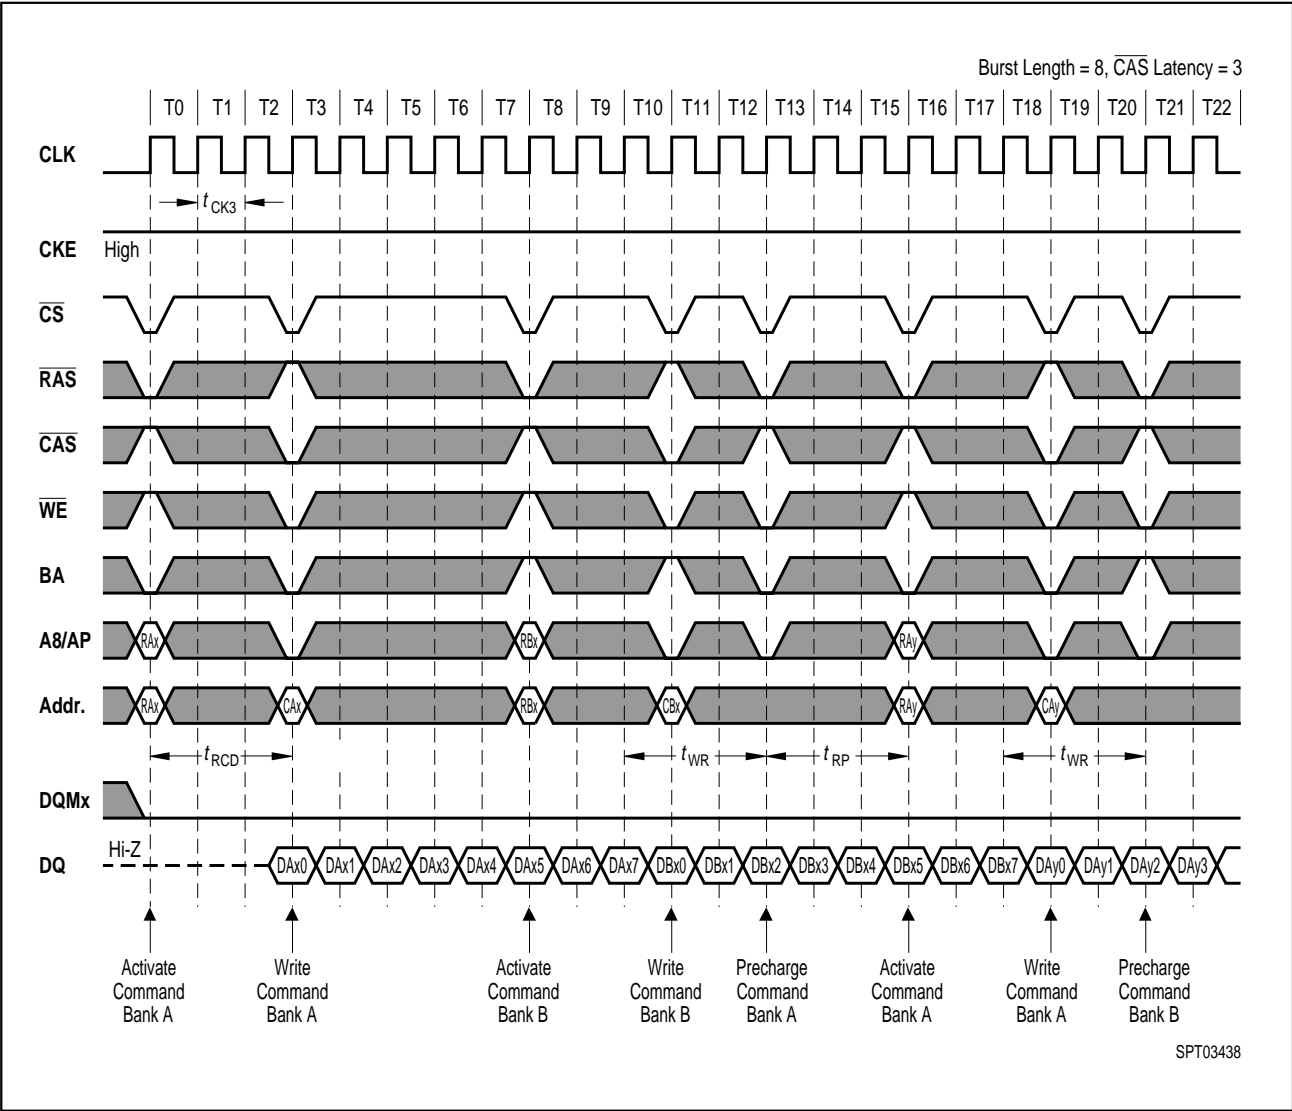 Burst Length = 8, CAS Latency = 3
T0 T1 T2 T3 T4 T5 T6 T7 T8 T9 T10 T11 T12 T13 T14 T15 T16 T17 T18 T19 T20 T21 T22
CLK
t CK3
CKE High
CS
RAS
CAS
WE
BA
A8/AP RAx RBx RAy
Addr. RAx CAx RBx CBx RAy CAy
t RCD t WR t RP t WR
DQMx
DQ Hi-Z DAx0 DAx1 DAx2 DAx3 DAx4 DAx5 DAx6 DAx7 DBx0 DBx1 DBx2 DBx3 DBx4 DBx5 DBx6 DBx7 DAy0 DAy1 DAy2 DAy3
Activate Command Bank A
Write Command Bank A
Activate Command Bank B
Write Command Bank B
Precharge Command Bank A
Activate Command Bank A
Write Command Bank A
Precharge Command Bank B
SPT03438